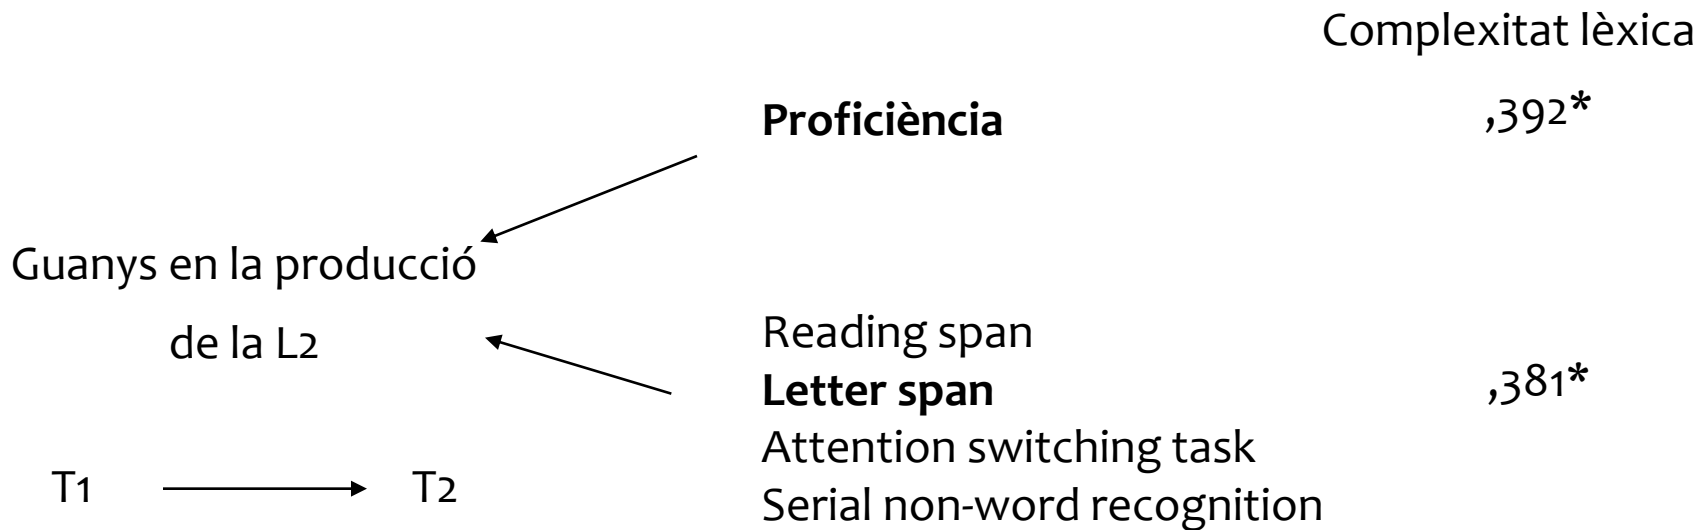 Complexitat lèxica
Proficiència ,392*
Guanys en la producció
de la L2
Reading span
Letter span ,381*
Attention switching task
T1 T2
Serial non-word recognition